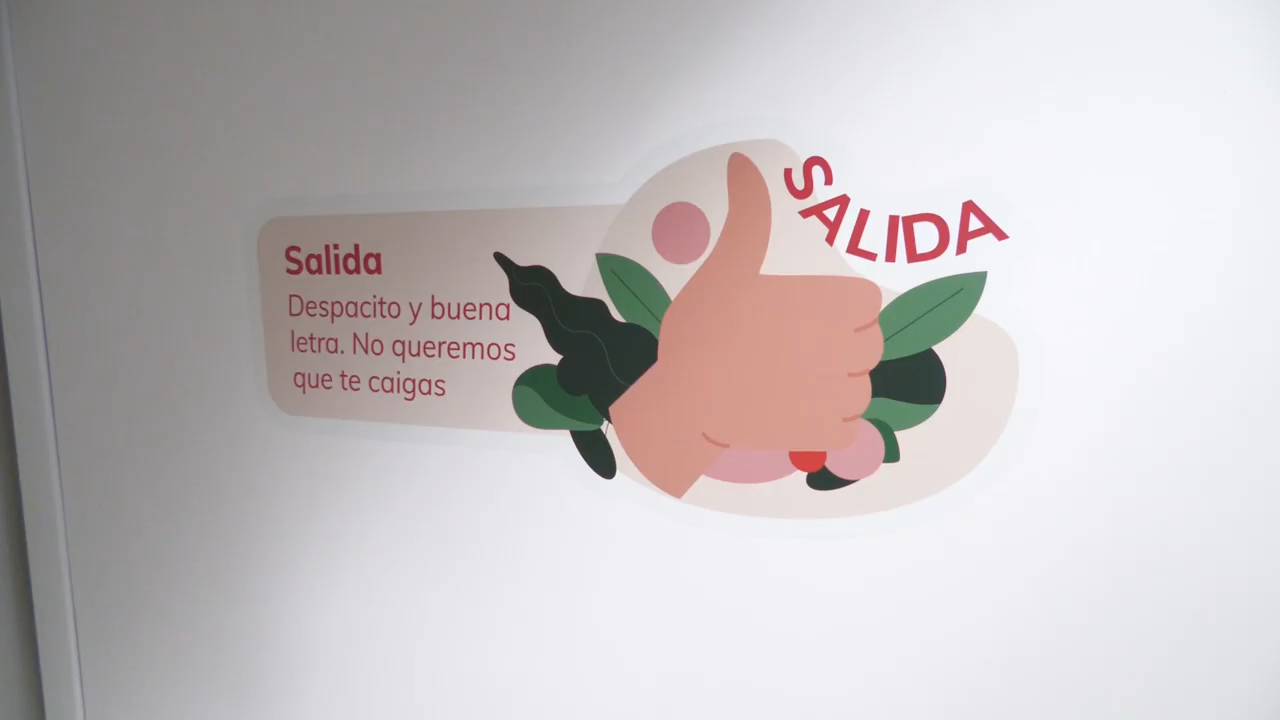 Salida
Despacito y buena
letra. No queremos
que te caigas
SALIDA